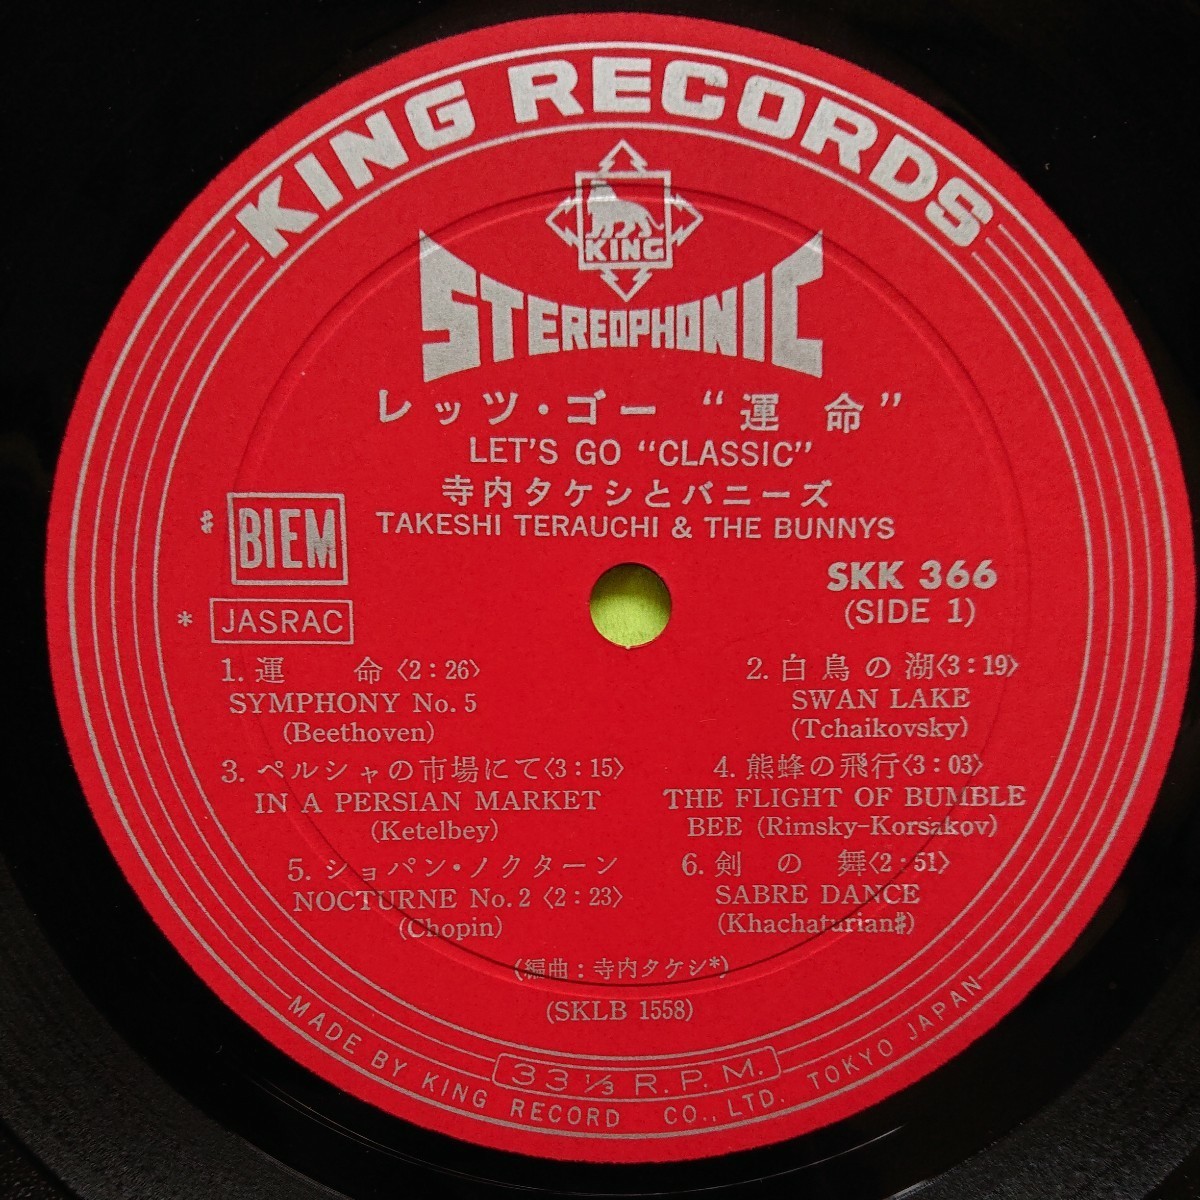 KING RECORDS
KING
STEREOPHONIC
レッツ・ゴー “運 命”
LET'S GO “CLASSIC”
寺内タケシとバニーズ
TAKESHI TERAUCHI & THE BUNNYS
♯ BIEM
* JASRAC
SKK 366
(SIDE 1)
1. 運 命〈2:26〉
SYMPHONY No. 5
(Beethoven)
2. 白鳥の湖〈3:19〉
SWAN LAKE
(Tchaikovsky)
3. ペルシャの市場にて〈3:15〉
IN A PERSIAN MARKET
(Ketelbey)
4. 熊蜂の飛行〈3:03〉
THE FLIGHT OF BUMBLE
BEE (Rimsky-Korsakov)
5. ショパン・ノクターン
NOCTURNE No. 2 〈2:23〉
(Chopin)
6. 剣の舞〈2:51〉
SABRE DANCE
(Khachaturian♯)
(編曲：寺内タケシ*)
(SKLB 1558)
33 1/3 R.P.M.
MADE BY KING RECORD CO., LTD. TOKYO JAPAN